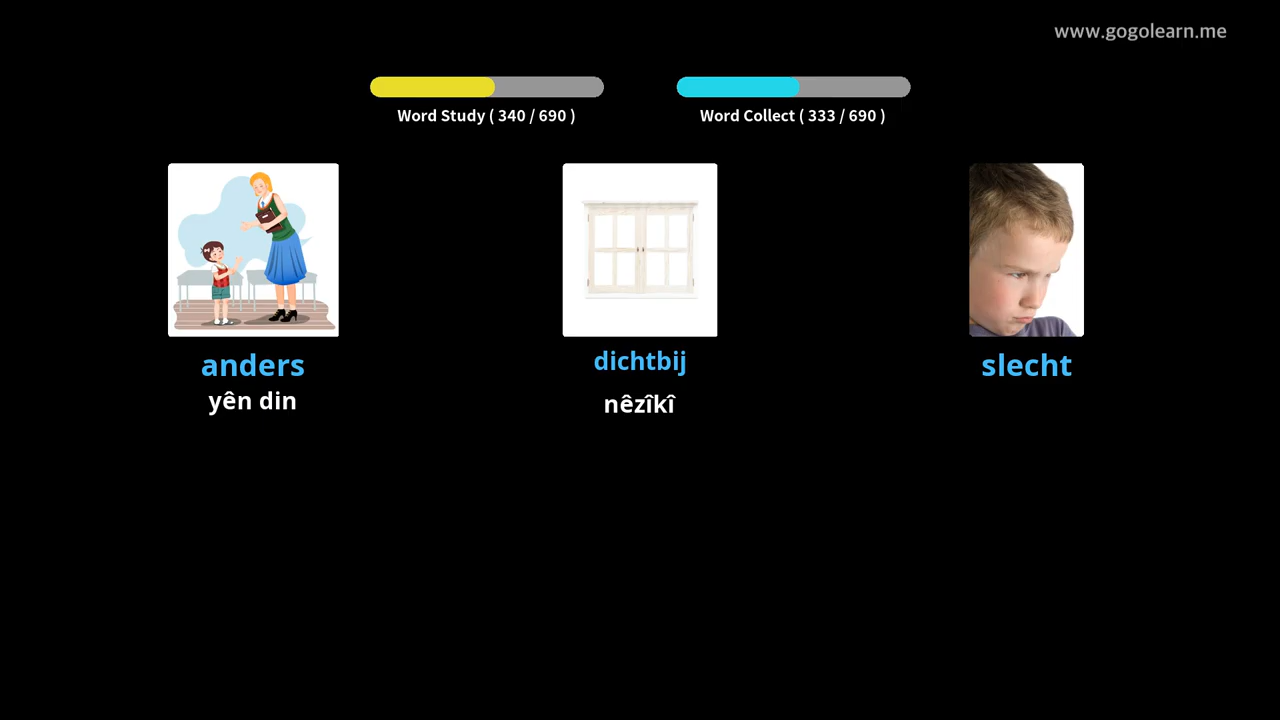 www.gogolearn.me
Word Study ( 340 / 690 )
Word Collect ( 333 / 690 )
anders
yên din
dichtbij
nêzîkî
slecht